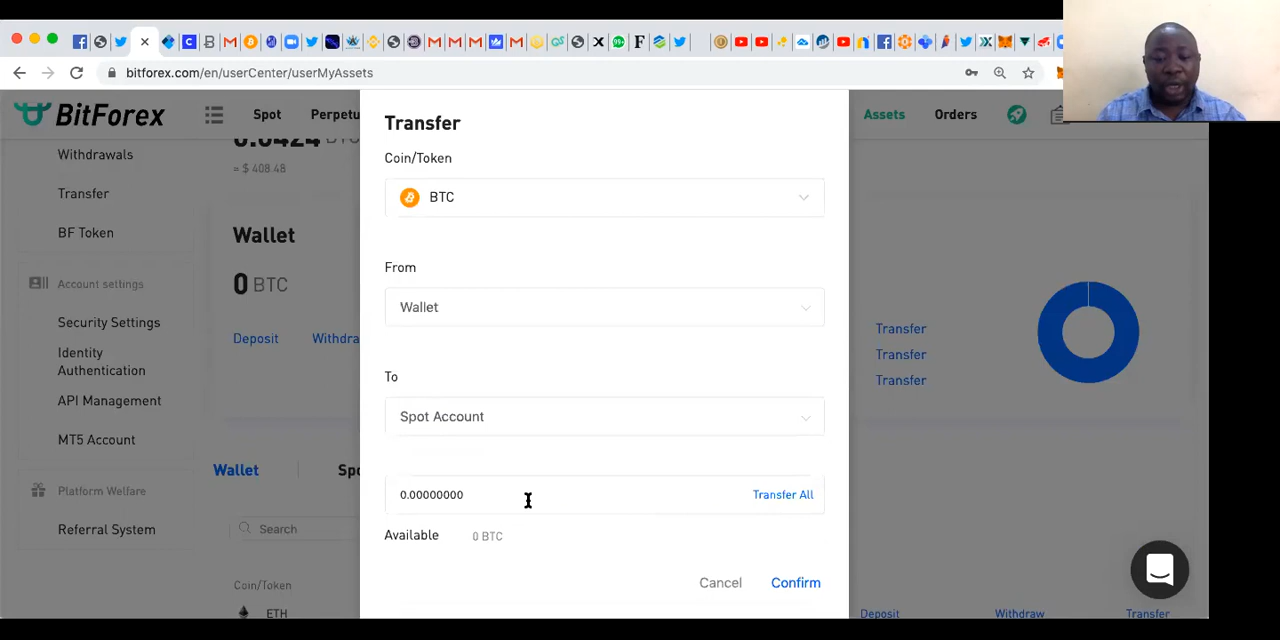 bitforex.com/en/userCenter/userMyAssets
BitForex
Spot
Assets
Orders
≈ $ 408.48
Withdrawals
Transfer
BF Token
Account settings
Security Settings
Identity
Authentication
API Management
MT5 Account
Platform Welfare
Referral System
Wallet
0 BTC
Deposit
Wallet
Search
Coin/Token
ETH
Transfer
Coin/Token
BTC
From
Wallet
To
Spot Account
0.00000000 Transfer All
Available 0 BTC
Cancel Confirm
Transfer
Transfer
Transfer
Deposit Withdraw Transfer